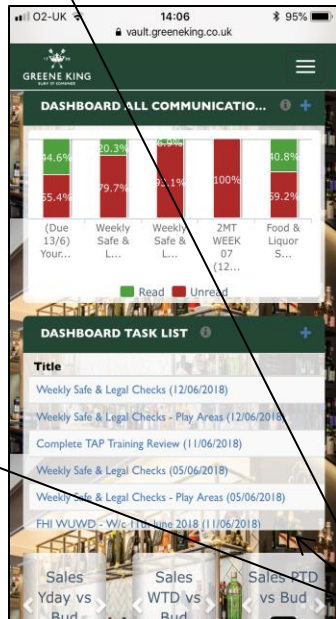 O2-UK 14:06 95%
vault.greeneking.co.uk
GREENE KING
DASHBOARD ALL COMMUNICATIO...
44.6% 20.3% 40.8%
55.4% 79.7% 93.1% 100% 59.2%
(Due Weekly Weekly 2MT Food &
13/6) Safe & Safe & WEEK Liquor
Your... L... L... 07 S...
(12...
Read Unread
DASHBOARD TASK LIST
Title
Weekly Safe & Legal Checks (12/06/2018)
Weekly Safe & Legal Checks - Play Areas (12/06/2018)
Complete TAP Training Review (11/06/2018)
Weekly Safe & Legal Checks (05/06/2018)
Weekly Safe & Legal Checks - Play Areas (05/06/2018)
FHI WUWD - W/c 11th June 2018 (11/06/2018)
Sales Sales Sales PTD
Yday vs WTD vs vs Bud
Bud Bud